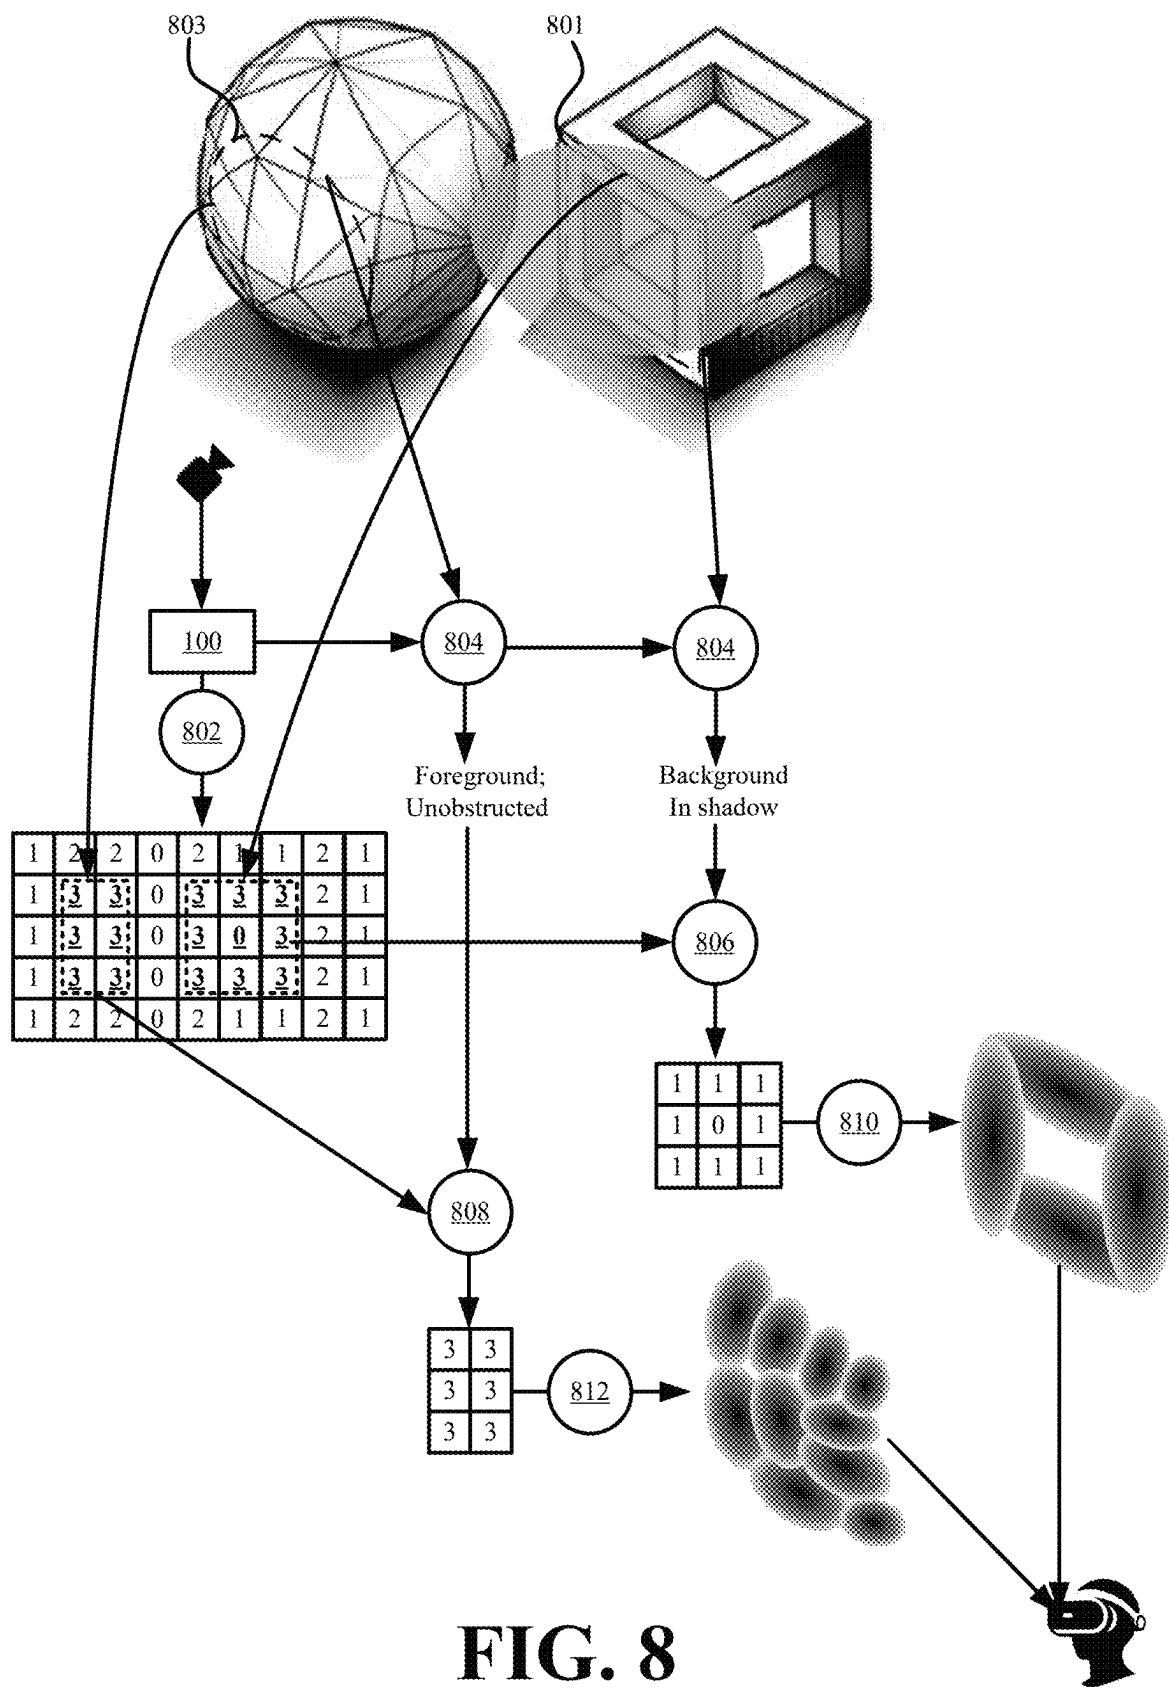 803 801
100 804 804
802
Foreground; Background
Unobstructed In shadow
1 2 2 0 2 1 1 2 1
1 3 3 0 3 3 3 2 1
1 3 3 0 3 0 3 2 1
1 3 3 0 3 3 3 2 1
1 2 2 0 2 1 1 2 1
806
1 1 1
1 0 1
1 1 1
810
808
3 3
3 3
3 3
812
FIG. 8